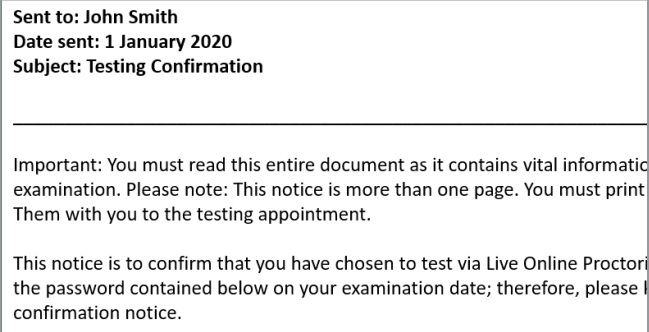 Sent to: John Smith
Date sent: 1 January 2020
Subject: Testing Confirmation
Important: You must read this entire document as it contains vital
examination. Please note: This notice is more than one page. You must print
Them with you to the testing appointment.
This notice is to confirm that you have chosen to test via Live Online
the password contained below on your examination date; therefore, please
confirmation notice.